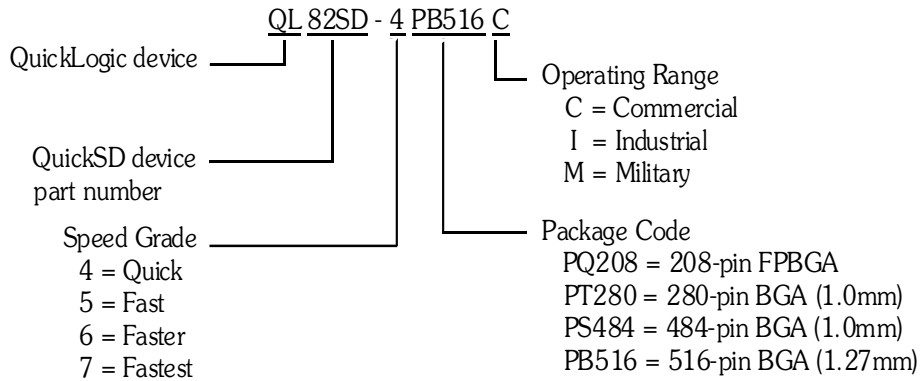 QL 82SD - 4 PB516 C
QuickLogic device
Operating Range
C = Commercial
I = Industrial
M = Military
QuickSD device
part number
Speed Grade
4 = Quick
5 = Fast
6 = Faster
7 = Fastest
Package Code
PQ208 = 208-pin FPBGA
PT280 = 280-pin BGA (1.0mm)
PS484 = 484-pin BGA (1.0mm)
PB516 = 516-pin BGA (1.27mm)